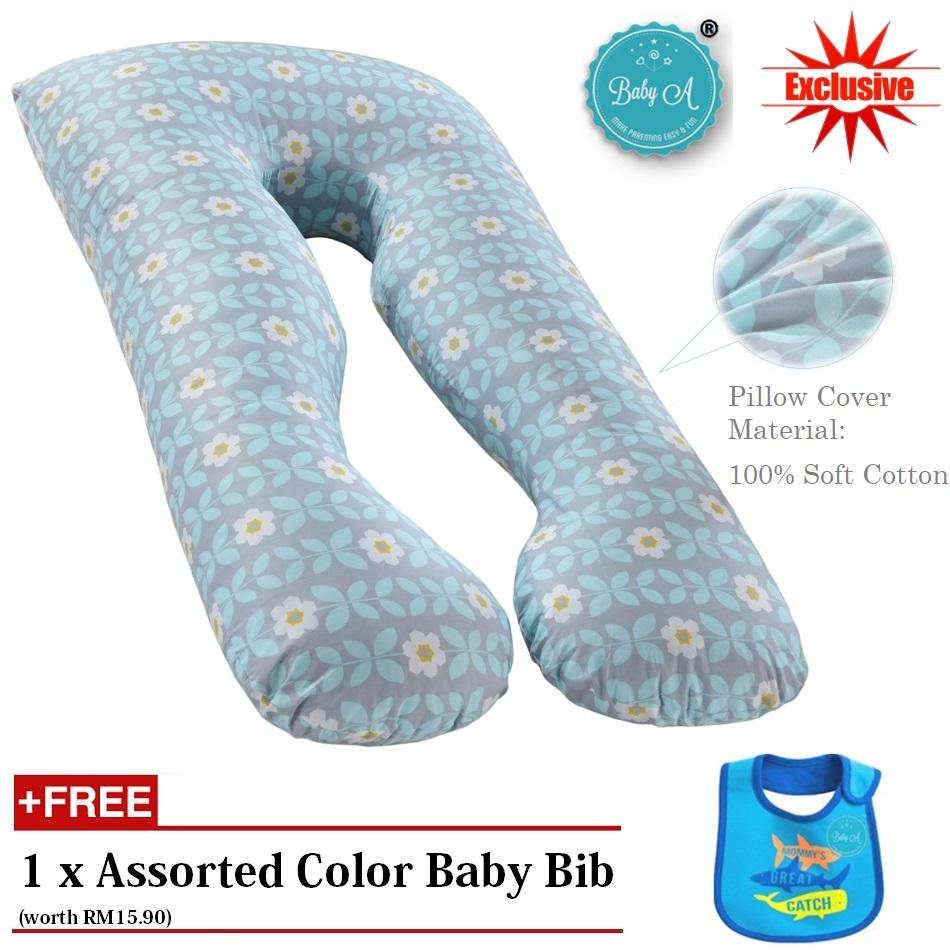 ®
Baby A
MAKE PARENTING EASY & FUN
Exclusive
Pillow Cover
Material:
100% Soft Cotton
+FREE
1 x Assorted Color Baby Bib
(worth RM15.90)
Baby A
MOMMY'S
GREAT
CATCH